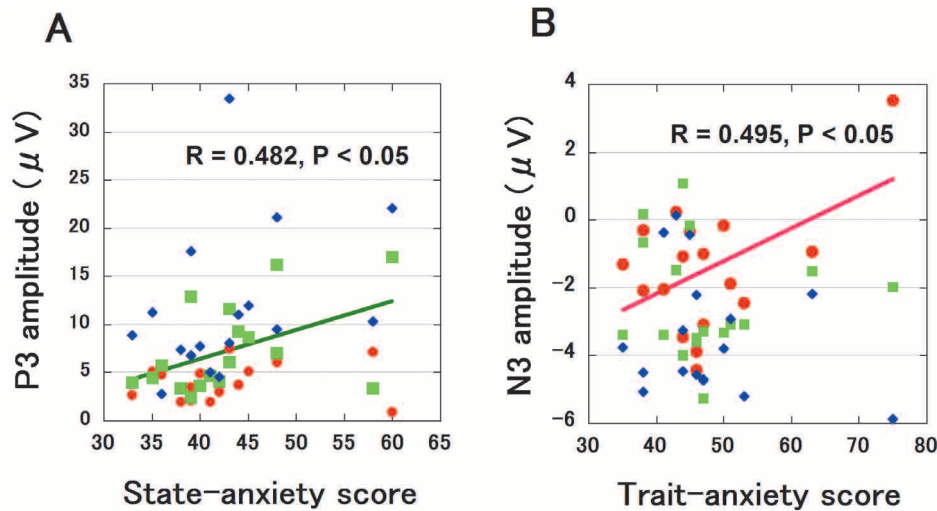 A
P3 amplitude ( μ V)
35
30
25
20
15
10
5
0
R = 0.482, P < 0.05
30 35 40 45 50 55 60 65
State-anxiety score
B
N3 amplitude ( μ V)
4
2
0
-2
-4
-6
R = 0.495, P < 0.05
30 40 50 60 70 80
Trait-anxiety score